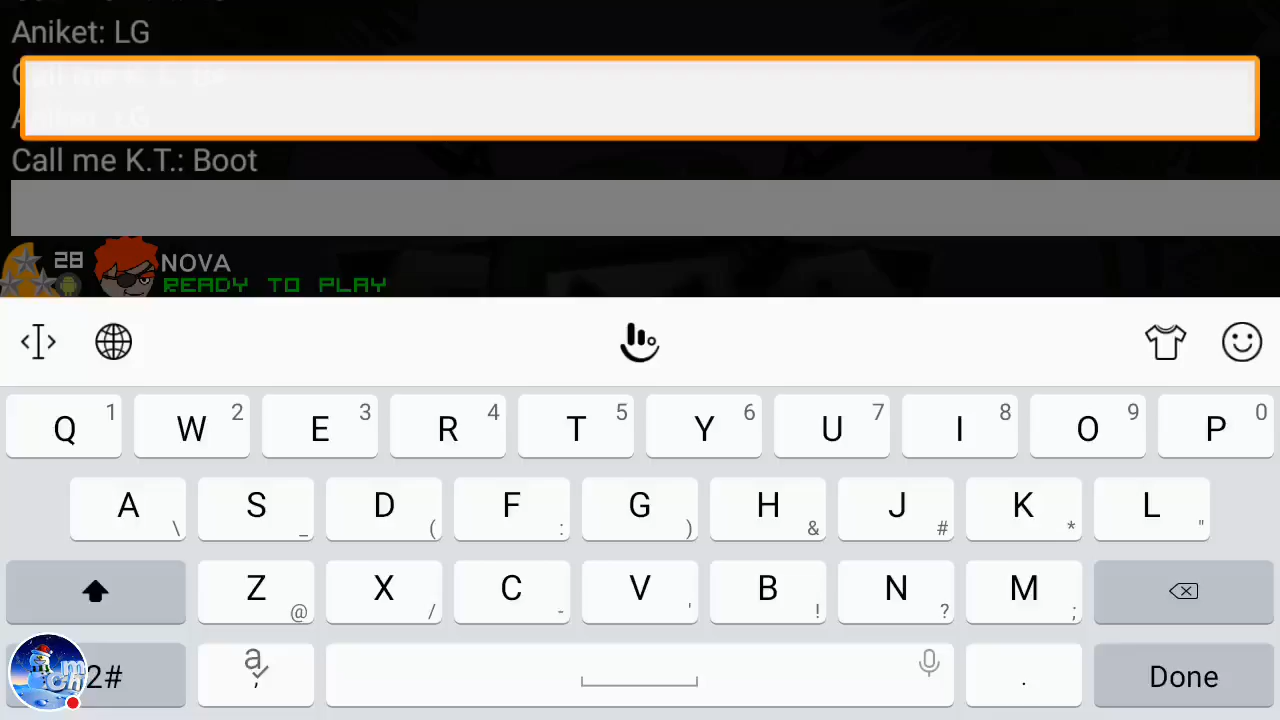 Aniket: LG
Call me K.T.: Boot
28
NOVA
READY TO PLAY
Q 1 W 2 E 3 R 4 T 5 Y 6 U 7 I 8 O 9 P 0
A \ S _ D ( F : G ) H & J # K * L "
Z @ X / C - V ' B ! N ? M ;
2# a , . Done